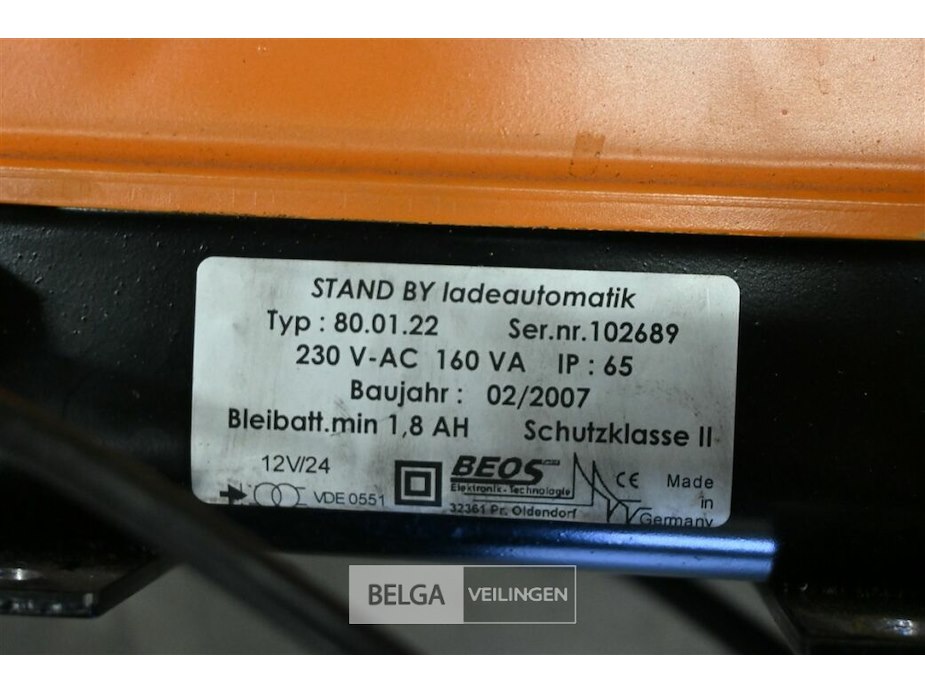 STAND BY ladeautomatik
Typ : 80.01.22 Ser.nr.102689
230 V-AC 160 VA IP : 65
Baujahr : 02/2007
Bleibatt.min 1,8 AH Schutzklasse II
12V/24
VDE 0551
BEOS
Elektronik - Technologie
32361 Pr. Oldendorf
CE
Made
in
Germany
BELGA VEILINGEN